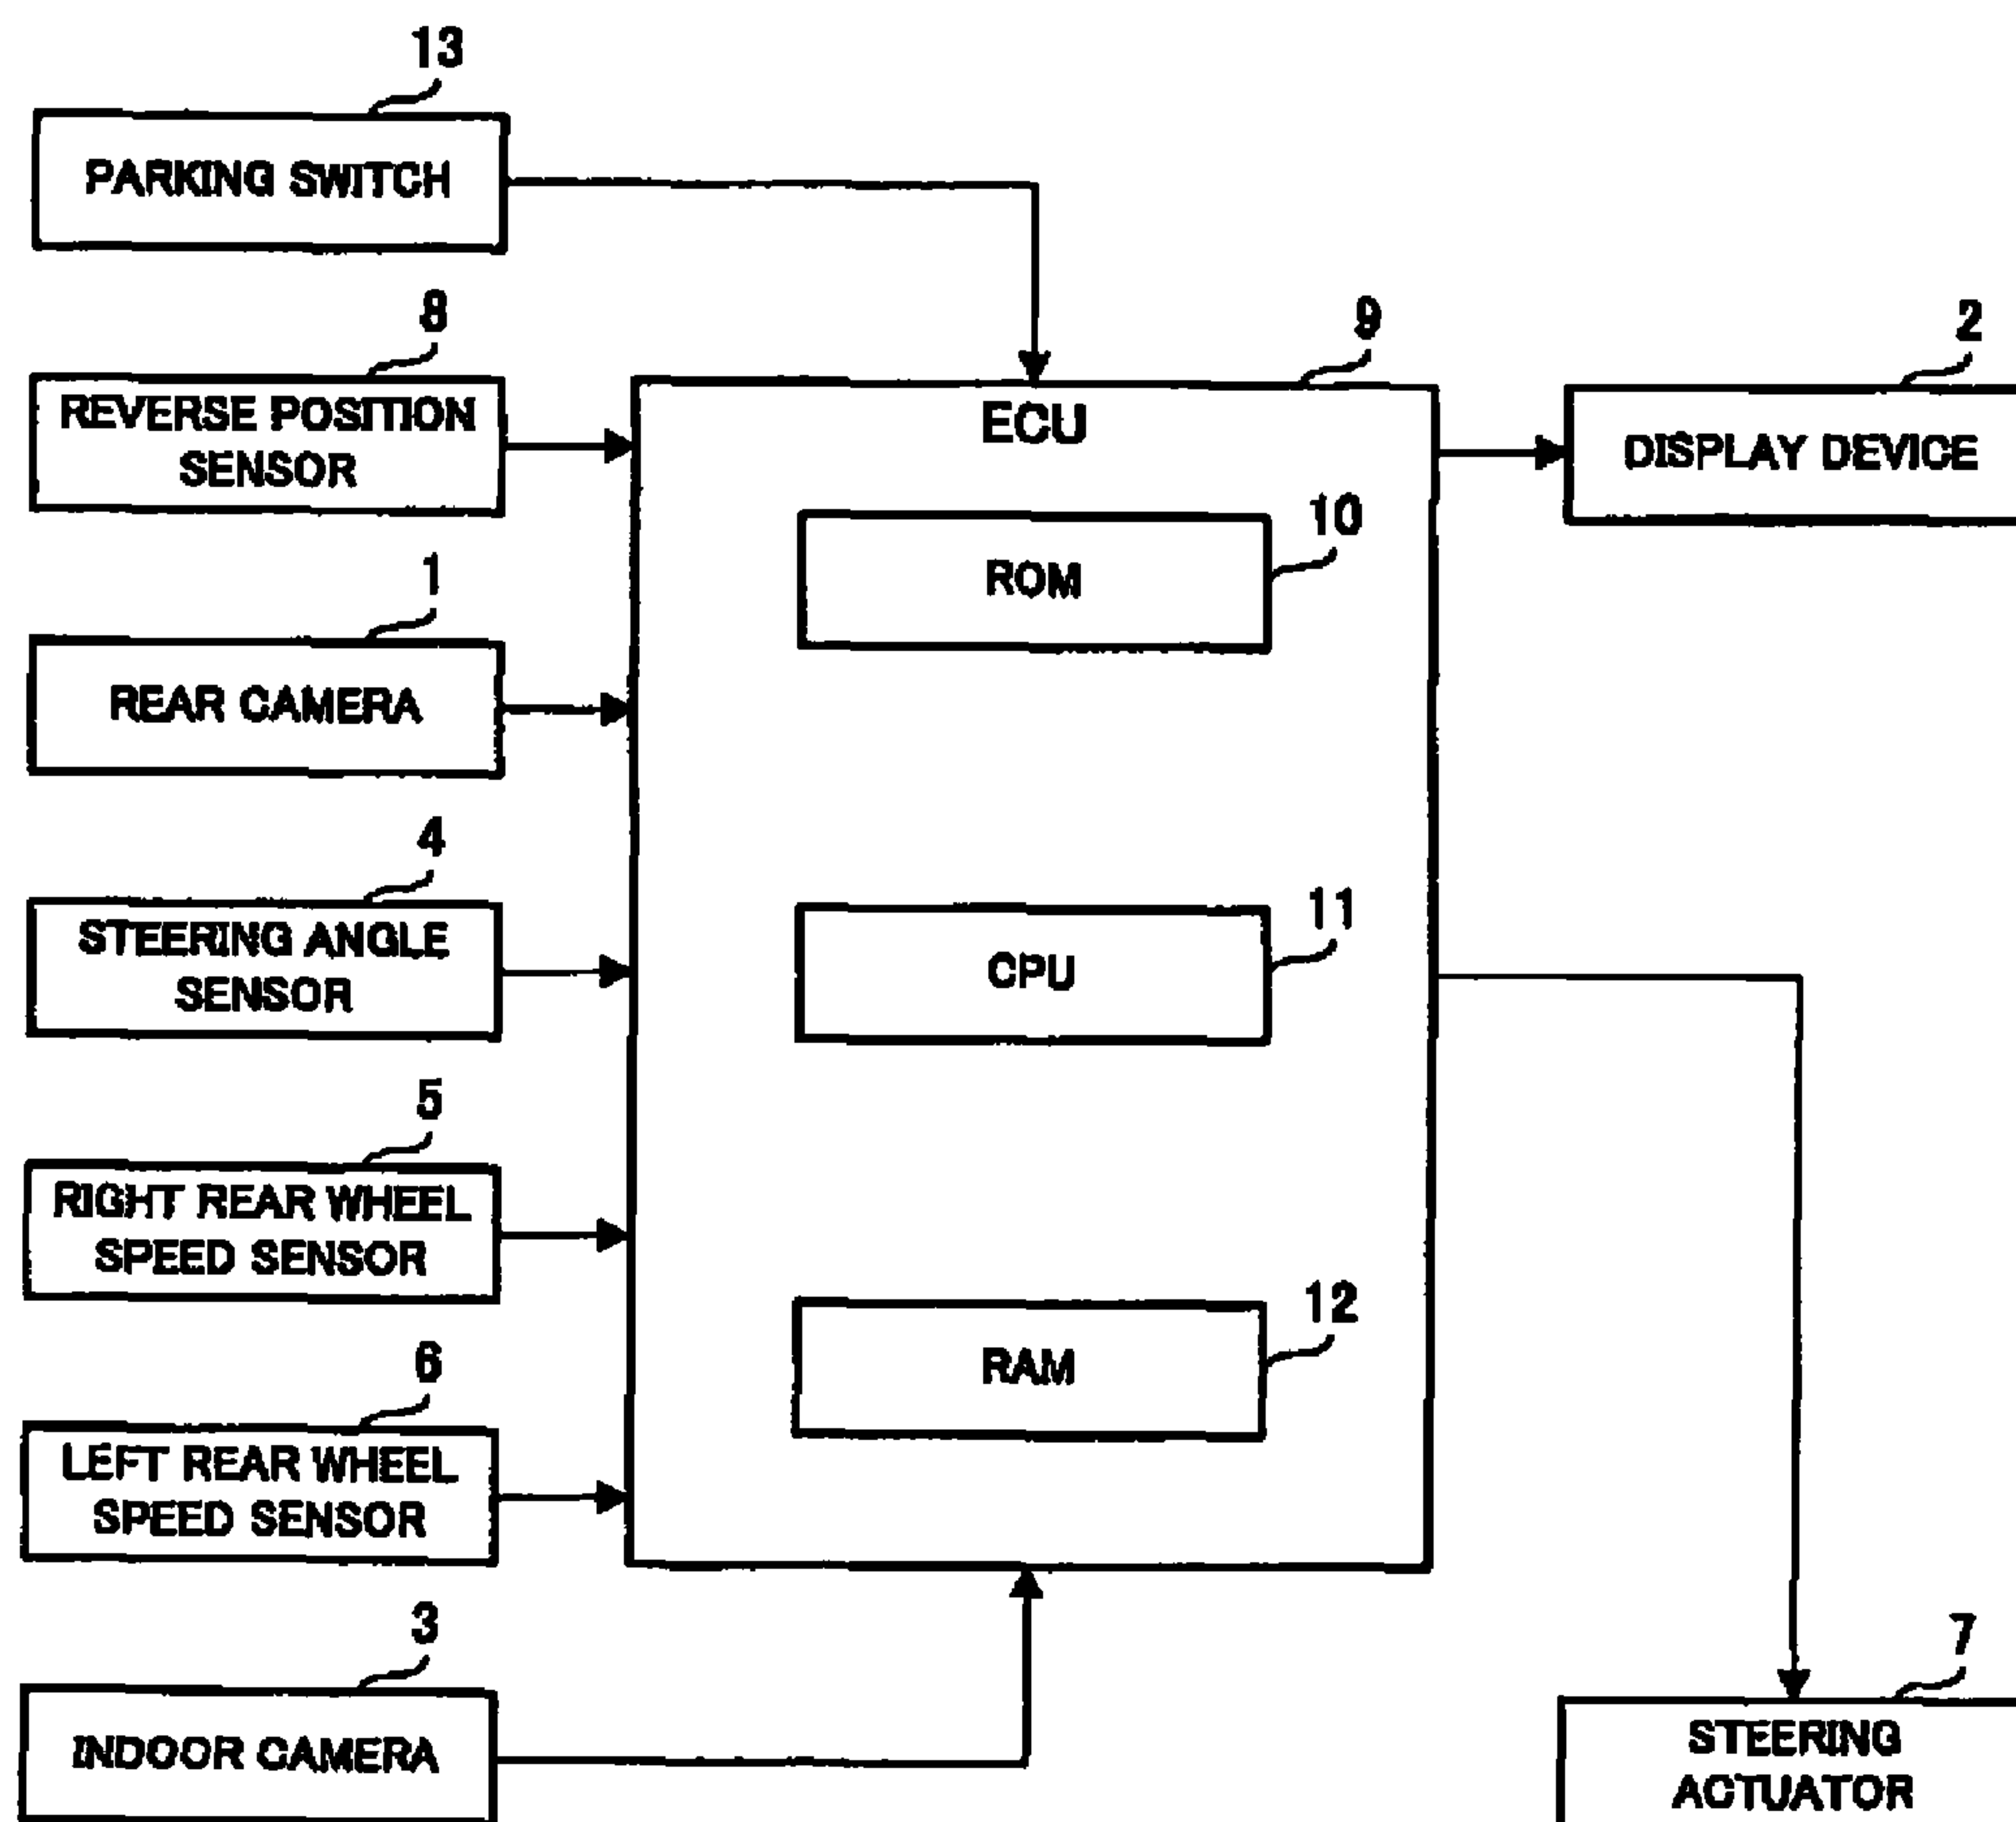 13
PARKING SWITCH
8
REVERSE POSITION
SENSOR
1
REAR CAMERA
4
STEERING ANGLE
SENSOR
5
RIGHT REAR WHEEL
SPEED SENSOR
6
LEFT REAR WHEEL
SPEED SENSOR
3
INDOOR CAMERA
9
ECU
10
ROM
11
CPU
12
RAM
2
DISPLAY DEVICE
7
STEERING
ACTUATOR